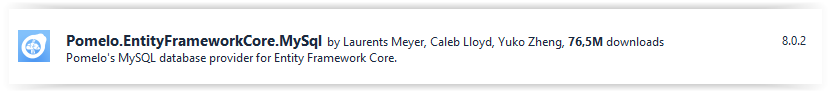 Pomelo.EntityFrameworkCore.MySql by Laurents Meyer, Caleb Lloyd, Yuko Zheng, 76,5M downloads 8.0.2
Pomelo's MySQL database provider for Entity Framework Core.